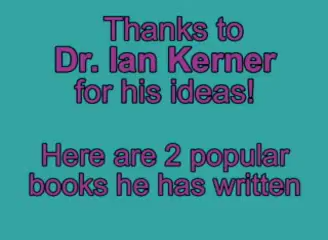 Thanks to
Dr. Ian Kerner
for his ideas!
Here are 2 popular
books he has written